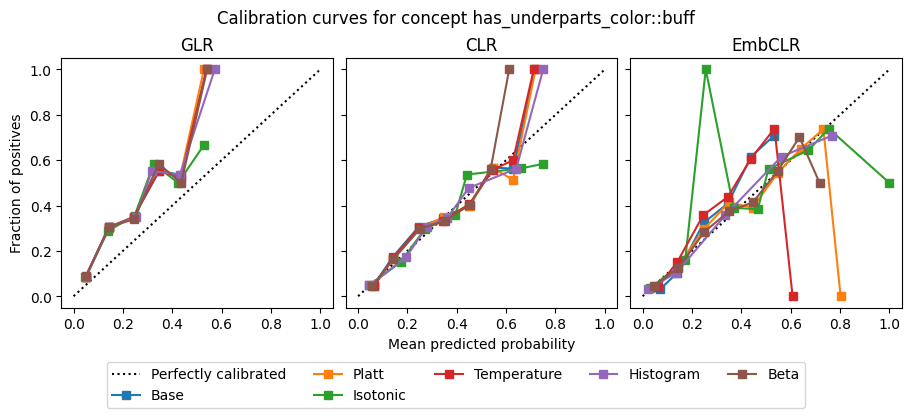 Calibration curves for concept has_underparts_color::buff
GLR
CLR
EmbCLR
Fraction of positives
1.0
0.8
0.6
0.4
0.2
0.0
0.0 0.2 0.4 0.6 0.8 1.0
0.0 0.2 0.4 0.6 0.8 1.0
0.0 0.2 0.4 0.6 0.8 1.0
Mean predicted probability
Perfectly calibrated Platt Temperature Histogram Beta
Base Isotonic